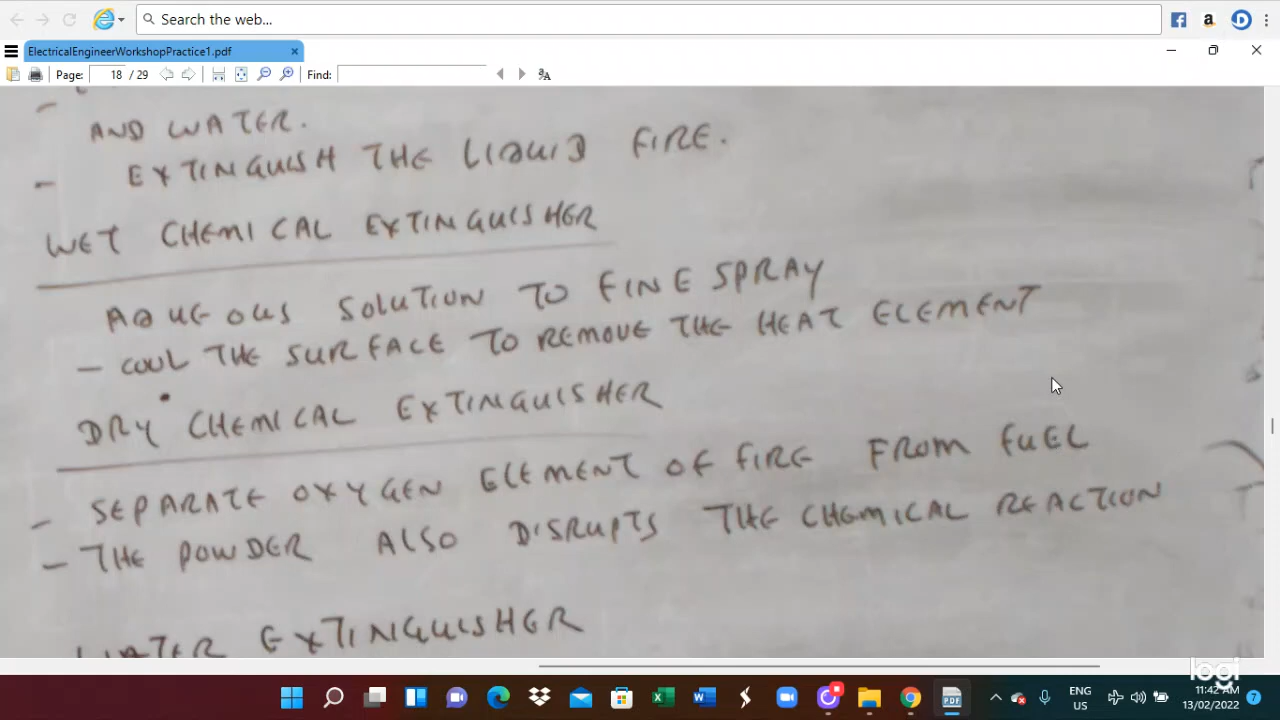 Search the web...
ElectricalEngineerWorkshopPractice1.pdf
Page: 18 / 29 Find:
AND WATER.
- EXTINGUISH THE LIQUID FIRE.
WET CHEMICAL EXTINGUISHER
AQUEOUS SOLUTION TO FINE SPRAY
- COOL THE SURFACE TO REMOVE THE HEAT ELEMENT
DRY CHEMICAL EXTINGUISHER
- SEPARATE OXYGEN ELEMENT OF FIRE FROM FUEL
- THE POWDER ALSO DISRUPTS THE CHEMICAL REACTION
WATER EXTINGUISHER
logi
ENG
US
11:42 AM
13/02/2022
7